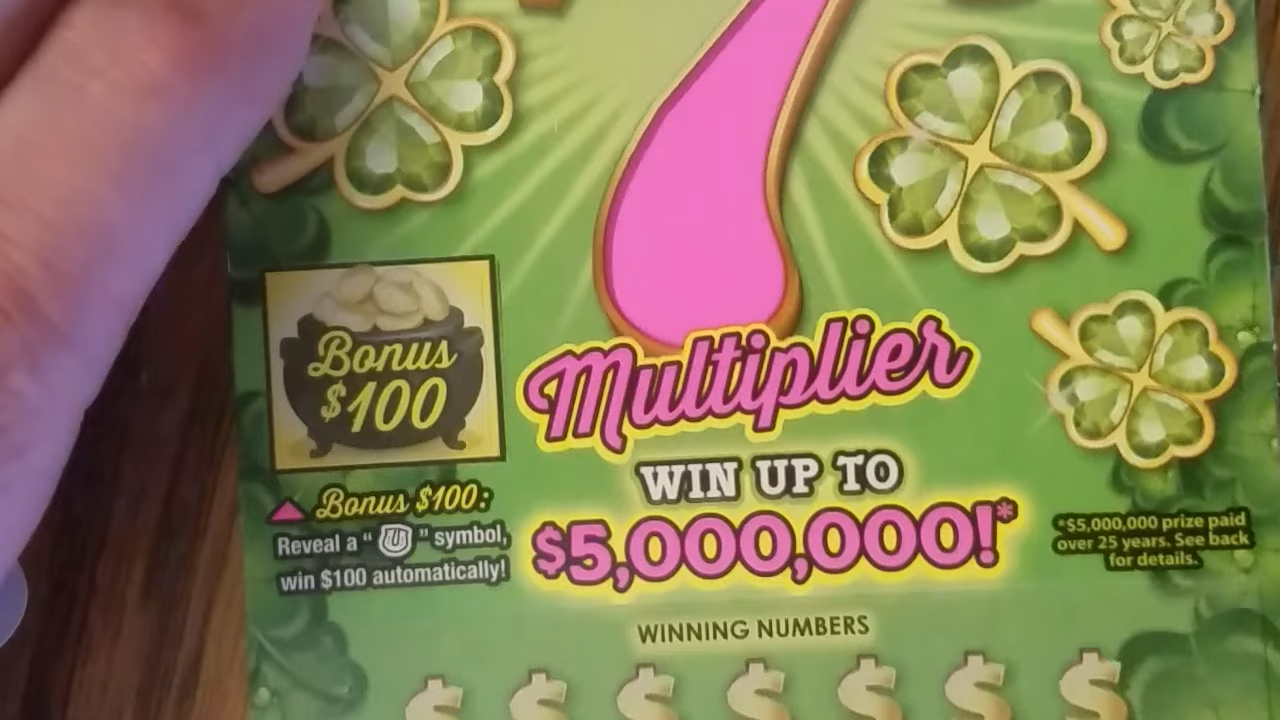 7
Multiplier
WIN UP TO
$5,000,000!*
Bonus
$100
Bonus $100:
Reveal a " " symbol,
win $100 automatically!
*$5,000,000 prize paid
over 25 years. See back
for details.
WINNING NUMBERS
$ $ $ $ $ $ $